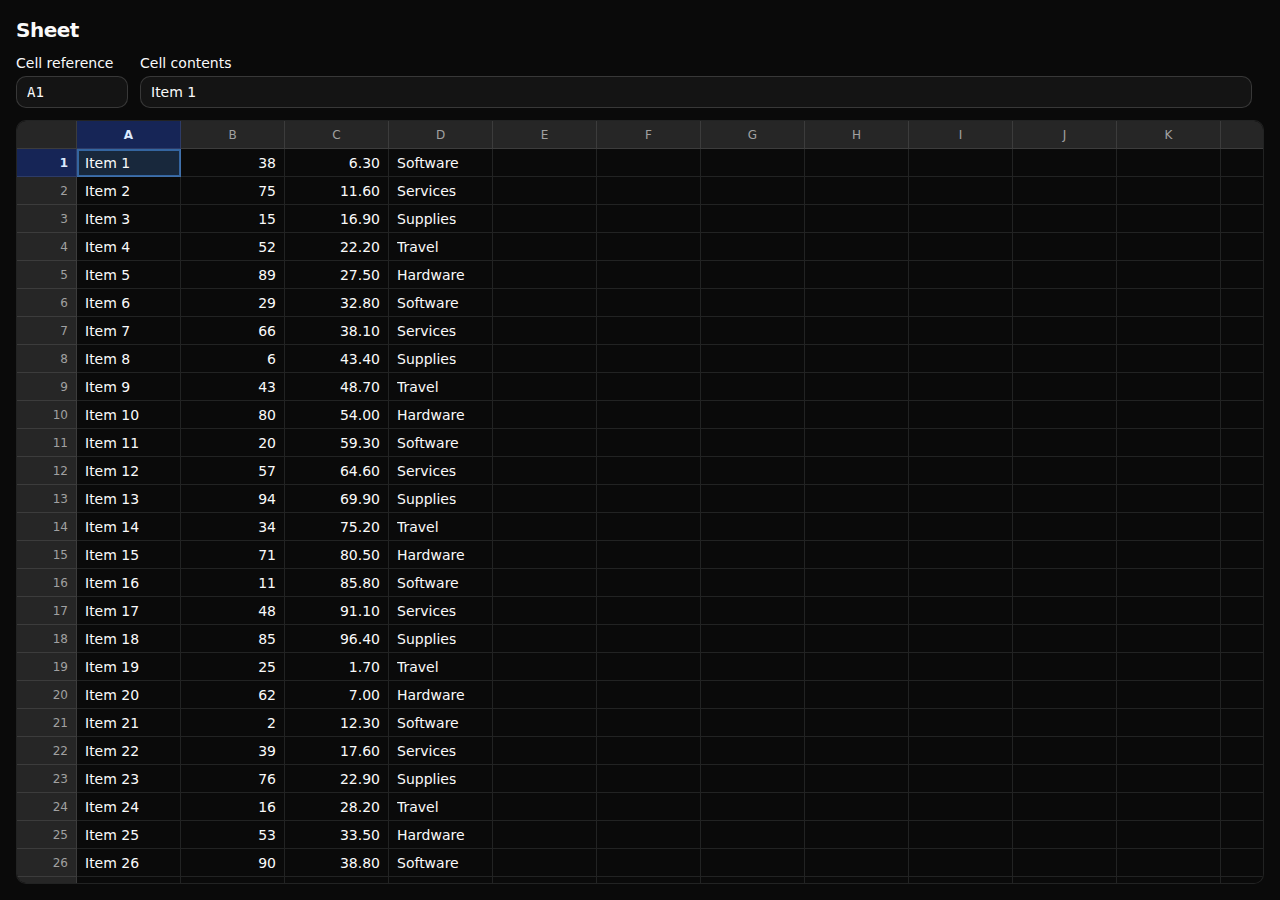 Sheet
Cell reference Cell contents
A1 Item 1
A B C D E F G H I J K
1 Item 1 38 6.30 Software
2 Item 2 75 11.60 Services
3 Item 3 15 16.90 Supplies
4 Item 4 52 22.20 Travel
5 Item 5 89 27.50 Hardware
6 Item 6 29 32.80 Software
7 Item 7 66 38.10 Services
8 Item 8 6 43.40 Supplies
9 Item 9 43 48.70 Travel
10 Item 10 80 54.00 Hardware
11 Item 11 20 59.30 Software
12 Item 12 57 64.60 Services
13 Item 13 94 69.90 Supplies
14 Item 14 34 75.20 Travel
15 Item 15 71 80.50 Hardware
16 Item 16 11 85.80 Software
17 Item 17 48 91.10 Services
18 Item 18 85 96.40 Supplies
19 Item 19 25 1.70 Travel
20 Item 20 62 7.00 Hardware
21 Item 21 2 12.30 Software
22 Item 22 39 17.60 Services
23 Item 23 76 22.90 Supplies
24 Item 24 16 28.20 Travel
25 Item 25 53 33.50 Hardware
26 Item 26 90 38.80 Software